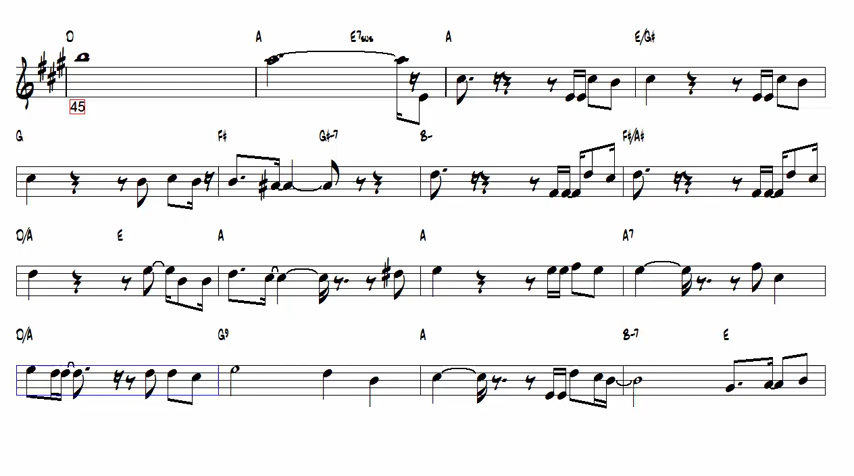 D A E7sus A E/G#
45
G F# G#-7 B- F#/A#
D/A E A A A7
D/A G9 A B-7 E